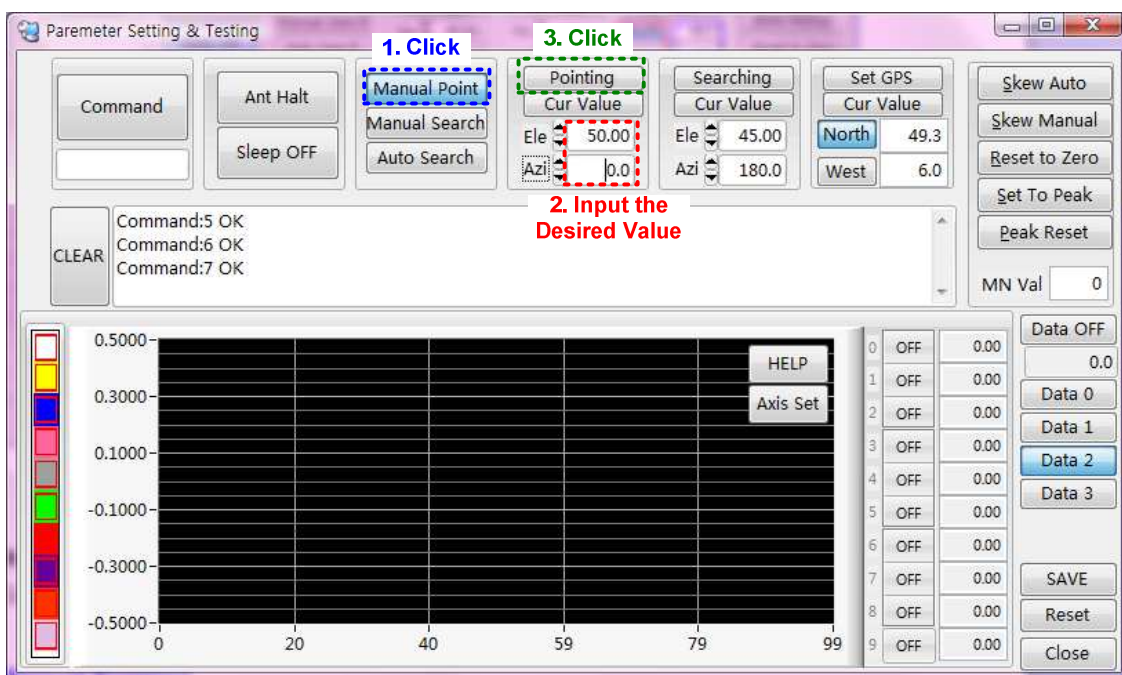 Paremeter Setting & Testing
1. Click
3. Click
Command
Ant Halt
Sleep OFF
Manual Point
Manual Search
Auto Search
Pointing
Cur Value
Ele 50.00
Azi 0.0
2. Input the
Desired Value
Searching
Cur Value
Ele 45.00
Azi 180.0
Set GPS
Cur Value
North 49.3
West 6.0
Skew Auto
Skew Manual
Reset to Zero
Set To Peak
Peak Reset
MN Val 0
CLEAR
Command:5 OK
Command:6 OK
Command:7 OK
0.5000
0.3000
0.1000
-0.1000
-0.3000
-0.5000
0 20 40 59 79 99
HELP
Axis Set
0 OFF 0.00
1 OFF 0.00
2 OFF 0.00
3 OFF 0.00
4 OFF 0.00
5 OFF 0.00
6 OFF 0.00
7 OFF 0.00
8 OFF 0.00
9 OFF 0.00
Data OFF
0.0
Data 0
Data 1
Data 2
Data 3
SAVE
Reset
Close